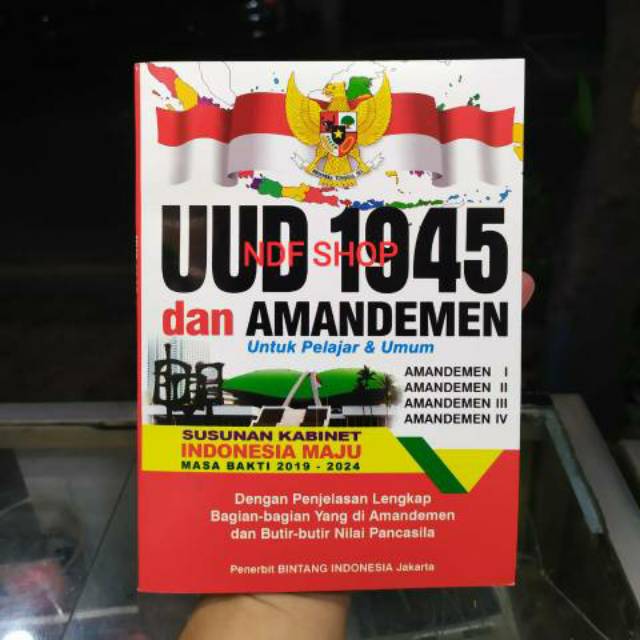 UUD 1945
NDF SHOP
dan AMANDEMEN
Untuk Pelajar & Umum
AMANDEMEN I
AMANDEMEN II
AMANDEMEN III
AMANDEMEN IV
SUSUNAN KABINET
INDONESIA MAJU
MASA BAKTI 2019 - 2024
Dengan Penjelasan Lengkap
Bagian-bagian Yang di Amandemen
dan Butir-butir Nilai Pancasila
Penerbit BINTANG INDONESIA Jakarta